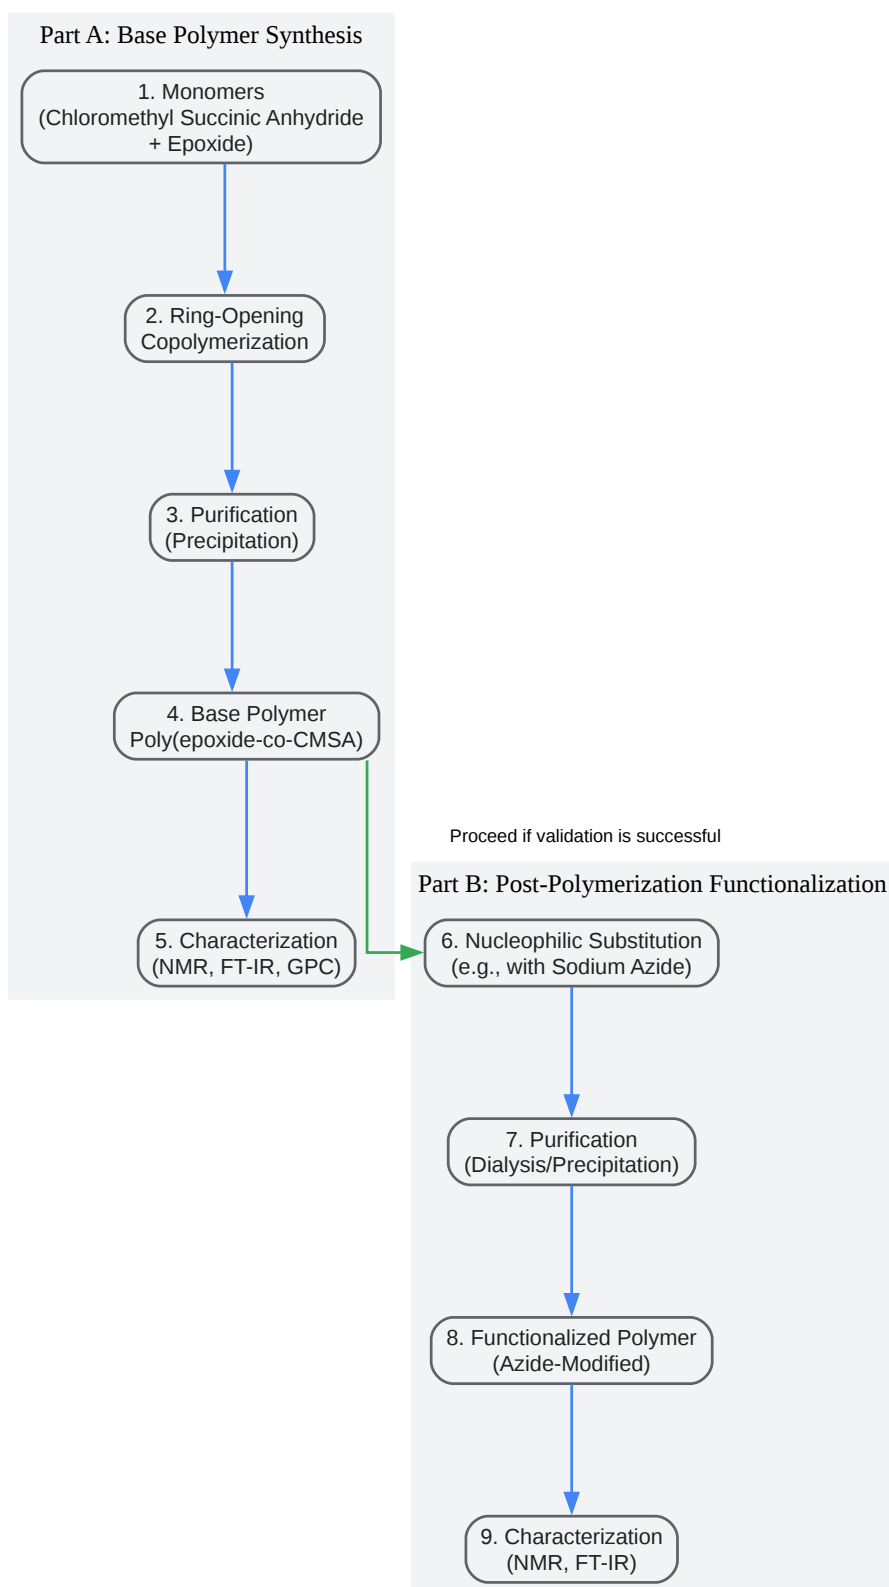 Part A: Base Polymer Synthesis
1. Monomers
(Chloromethyl Succinic Anhydride
+ Epoxide)
2. Ring-Opening
Copolymerization
3. Purification
(Precipitation)
4. Base Polymer
Poly(epoxide-co-CMSA)
5. Characterization
(NMR, FT-IR, GPC)
Proceed if validation is successful
Part B: Post-Polymerization Functionalization
6. Nucleophilic Substitution
(e.g., with Sodium Azide)
7. Purification
(Dialysis/Precipitation)
8. Functionalized Polymer
(Azide-Modified)
9. Characterization
(NMR, FT-IR)